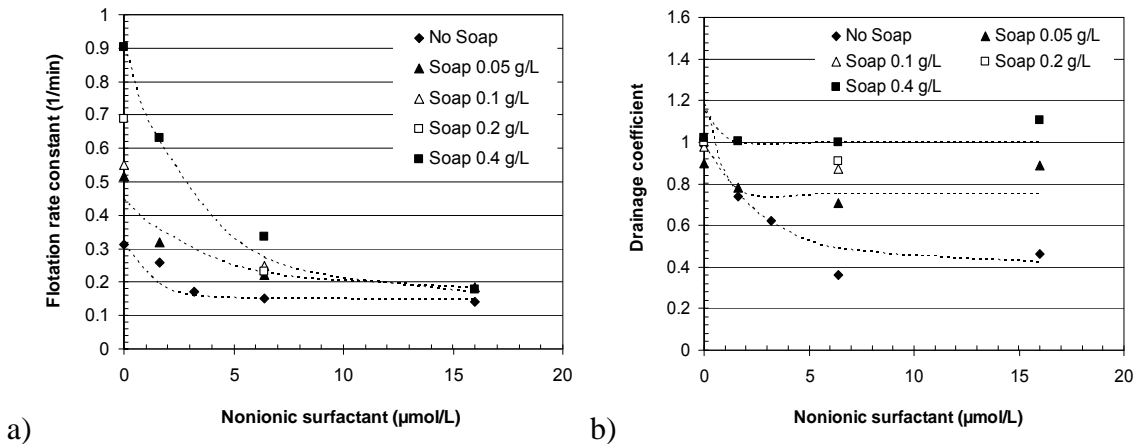 1
0.9
0.8
0.7
0.6
0.5
0.4
0.3
0.2
0.1
0
Flotation rate constant (1/min)
No Soap
Soap 0.05 g/L
Soap 0.1 g/L
Soap 0.2 g/L
Soap 0.4 g/L
0 5 10 15 20
Nonionic surfactant (μmol/L)
a)
1.6
1.4
1.2
1
0.8
0.6
0.4
0.2
0
Drainage coefficient
No Soap Soap 0.05 g/L
Soap 0.1 g/L Soap 0.2 g/L
Soap 0.4 g/L
0 5 10 15 20
Nonionic surfactant (μmol/L)
b)